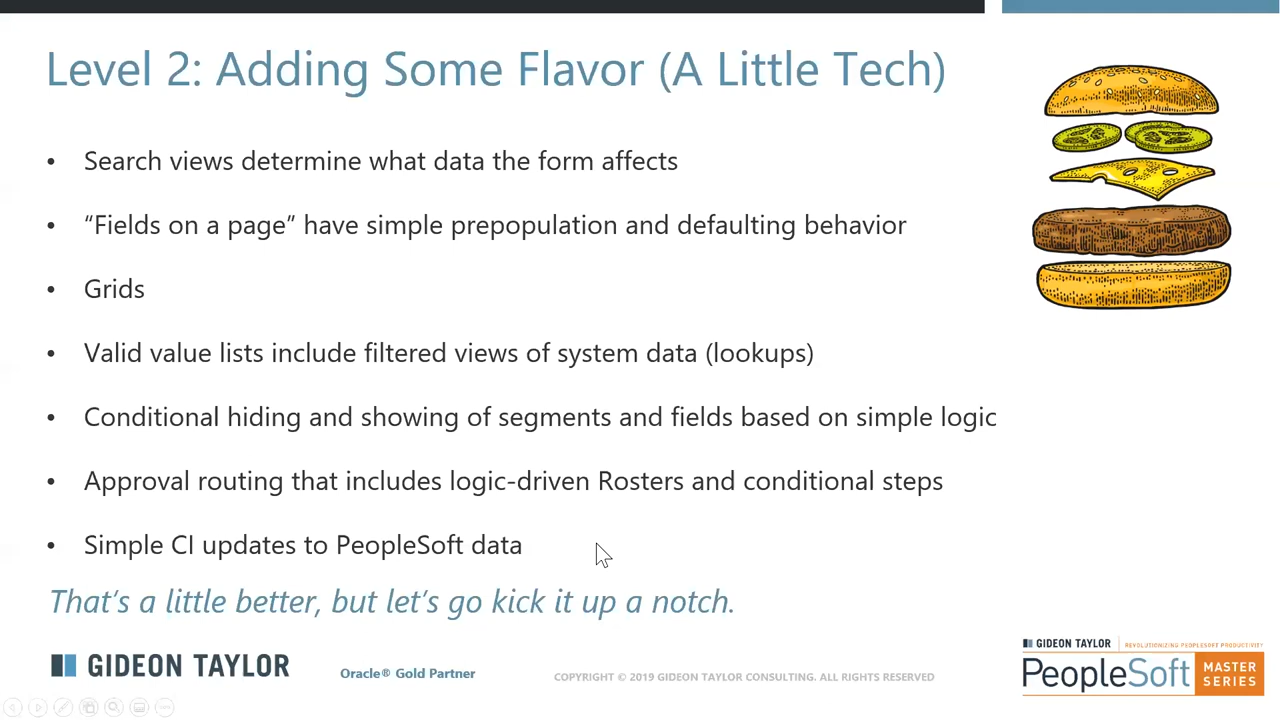 Level 2: Adding Some Flavor (A Little Tech)
• Search views determine what data the form affects
• “Fields on a page” have simple prepopulation and defaulting behavior
• Grids
• Valid value lists include filtered views of system data (lookups)
• Conditional hiding and showing of segments and fields based on simple logic
• Approval routing that includes logic-driven Rosters and conditional steps
• Simple CI updates to PeopleSoft data
That’s a little better, but let’s go kick it up a notch.
GIDEON TAYLOR
Oracle® Gold Partner
COPYRIGHT © 2019 GIDEON TAYLOR CONSULTING. ALL RIGHTS RESERVED
GIDEON TAYLOR | REVOLUTIONIZING PEOPLESOFT PRODUCTIVITY
PeopleSoft MASTER
SERIES